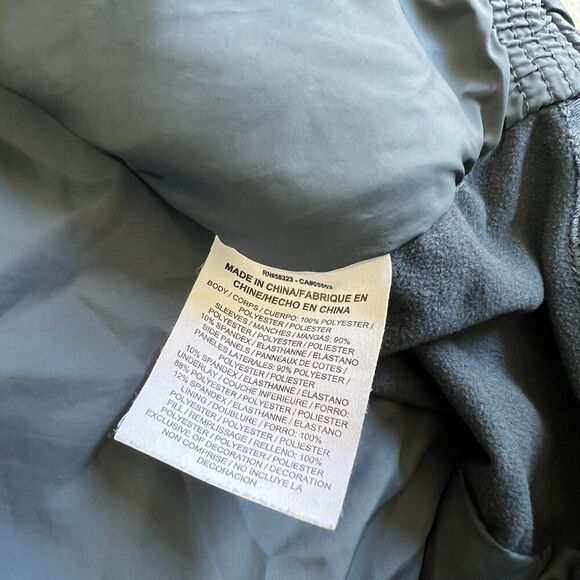 RN#56323 - CA#05553
MADE IN CHINA/FABRIQUE EN
CHINE/HECHO EN CHINA
BODY / CORPS / CUERPO: 100% POLYESTER /
POLYESTER / POLIESTER
SLEEVES / MANCHES / MANGAS: 90%
POLYESTER / POLYESTER / POLIESTER
10% SPANDEX / ELASTHANNE / ELASTANO
SIDE PANELS / PANNEAUX DE COTES /
PANELES LATERALES: 90% POLYESTER /
POLYESTER / POLIESTER
10% SPANDEX / ELASTHANNE / ELASTANO
UNDERLAY / COUCHE INFERIEURE / FORRO:
88% POLYESTER / POLYESTER / POLIESTER
12% SPANDEX / ELASTHANNE / ELASTANO
LINING / DOUBLURE / FORRO: 100%
POLYESTER / POLYESTER / POLIESTER
FILL / REMPLISSAGE / RELLENO: 100%
POLYESTER / POLYESTER / POLIESTER
EXCLUSIVE OF DECORATION / DECORATION
NON COMPRISE / NO INCLUYE LA
DECORACION